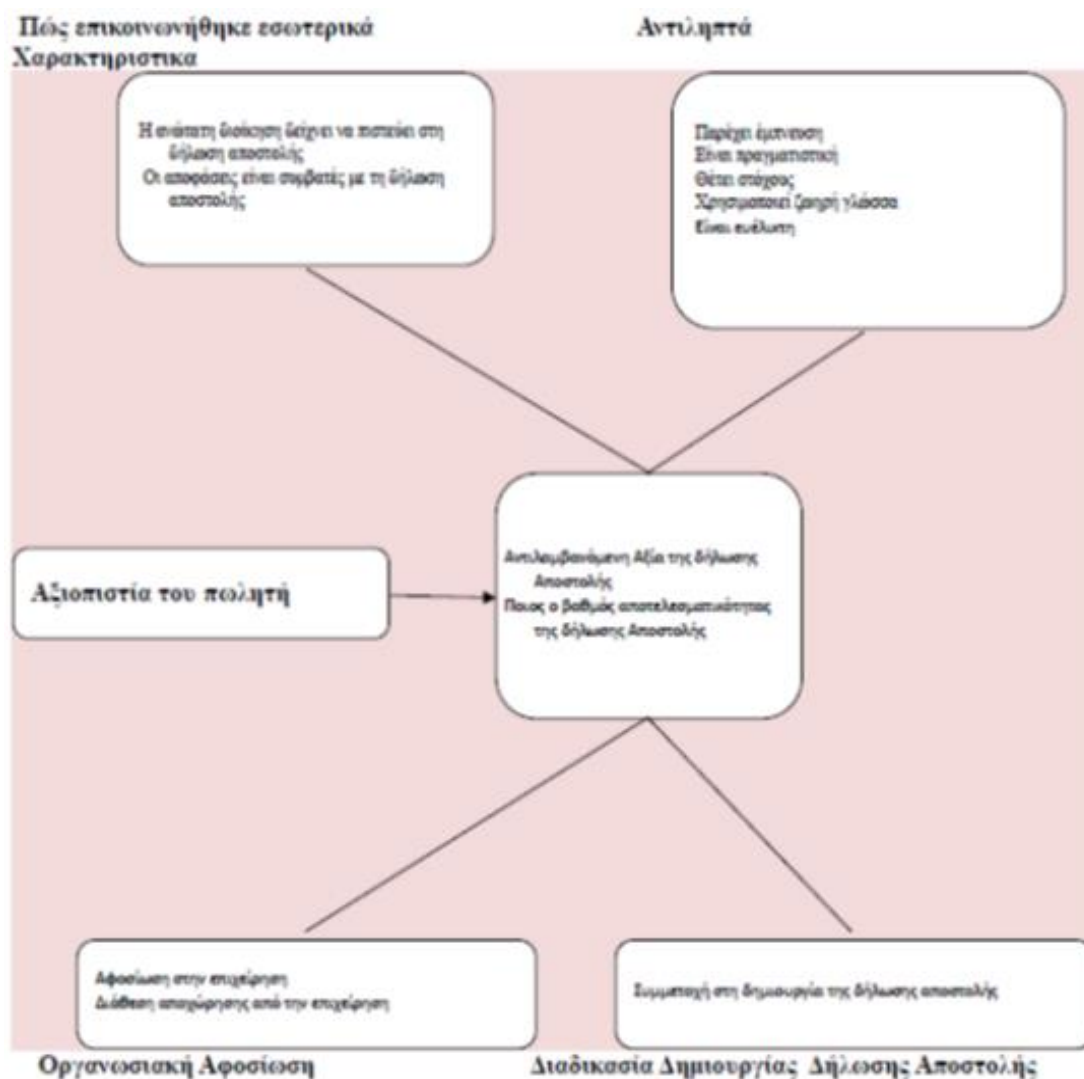 Πώς επικοινωνήθηκε εσωτερικά
Αντιληπτά
Χαρακτηριστικα
Η ανώτατη διοίκηση δείχνει να πιστεύει στη
δήλωση αποστολής
Οι αποφάσεις είναι συμβατές με τη δήλωση
αποστολής
Παρέχει έμπνευση
Είναι πραγματιστική
Θέτει στόχους
Χρησιμοποιεί ζωηρή γλώσσα
Είναι ευέλικτη
Αντιλαμβανόμενη Αξία της δήλωσης
Αποστολής
Ποιος ο βαθμός αποτελεσματικότητας
της δήλωσης Αποστολής
Αξιοπιστία του πωλητή
Αφοσίωση στην επιχείρηση
Διάθεση αποχώρησης από την επιχείρηση
Συμμετοχή στη δημιουργία της δήλωσης αποστολής
Οργανωσιακή Αφοσίωση
Διαδικασία Δημιουργίας Δήλωσης Αποστολής